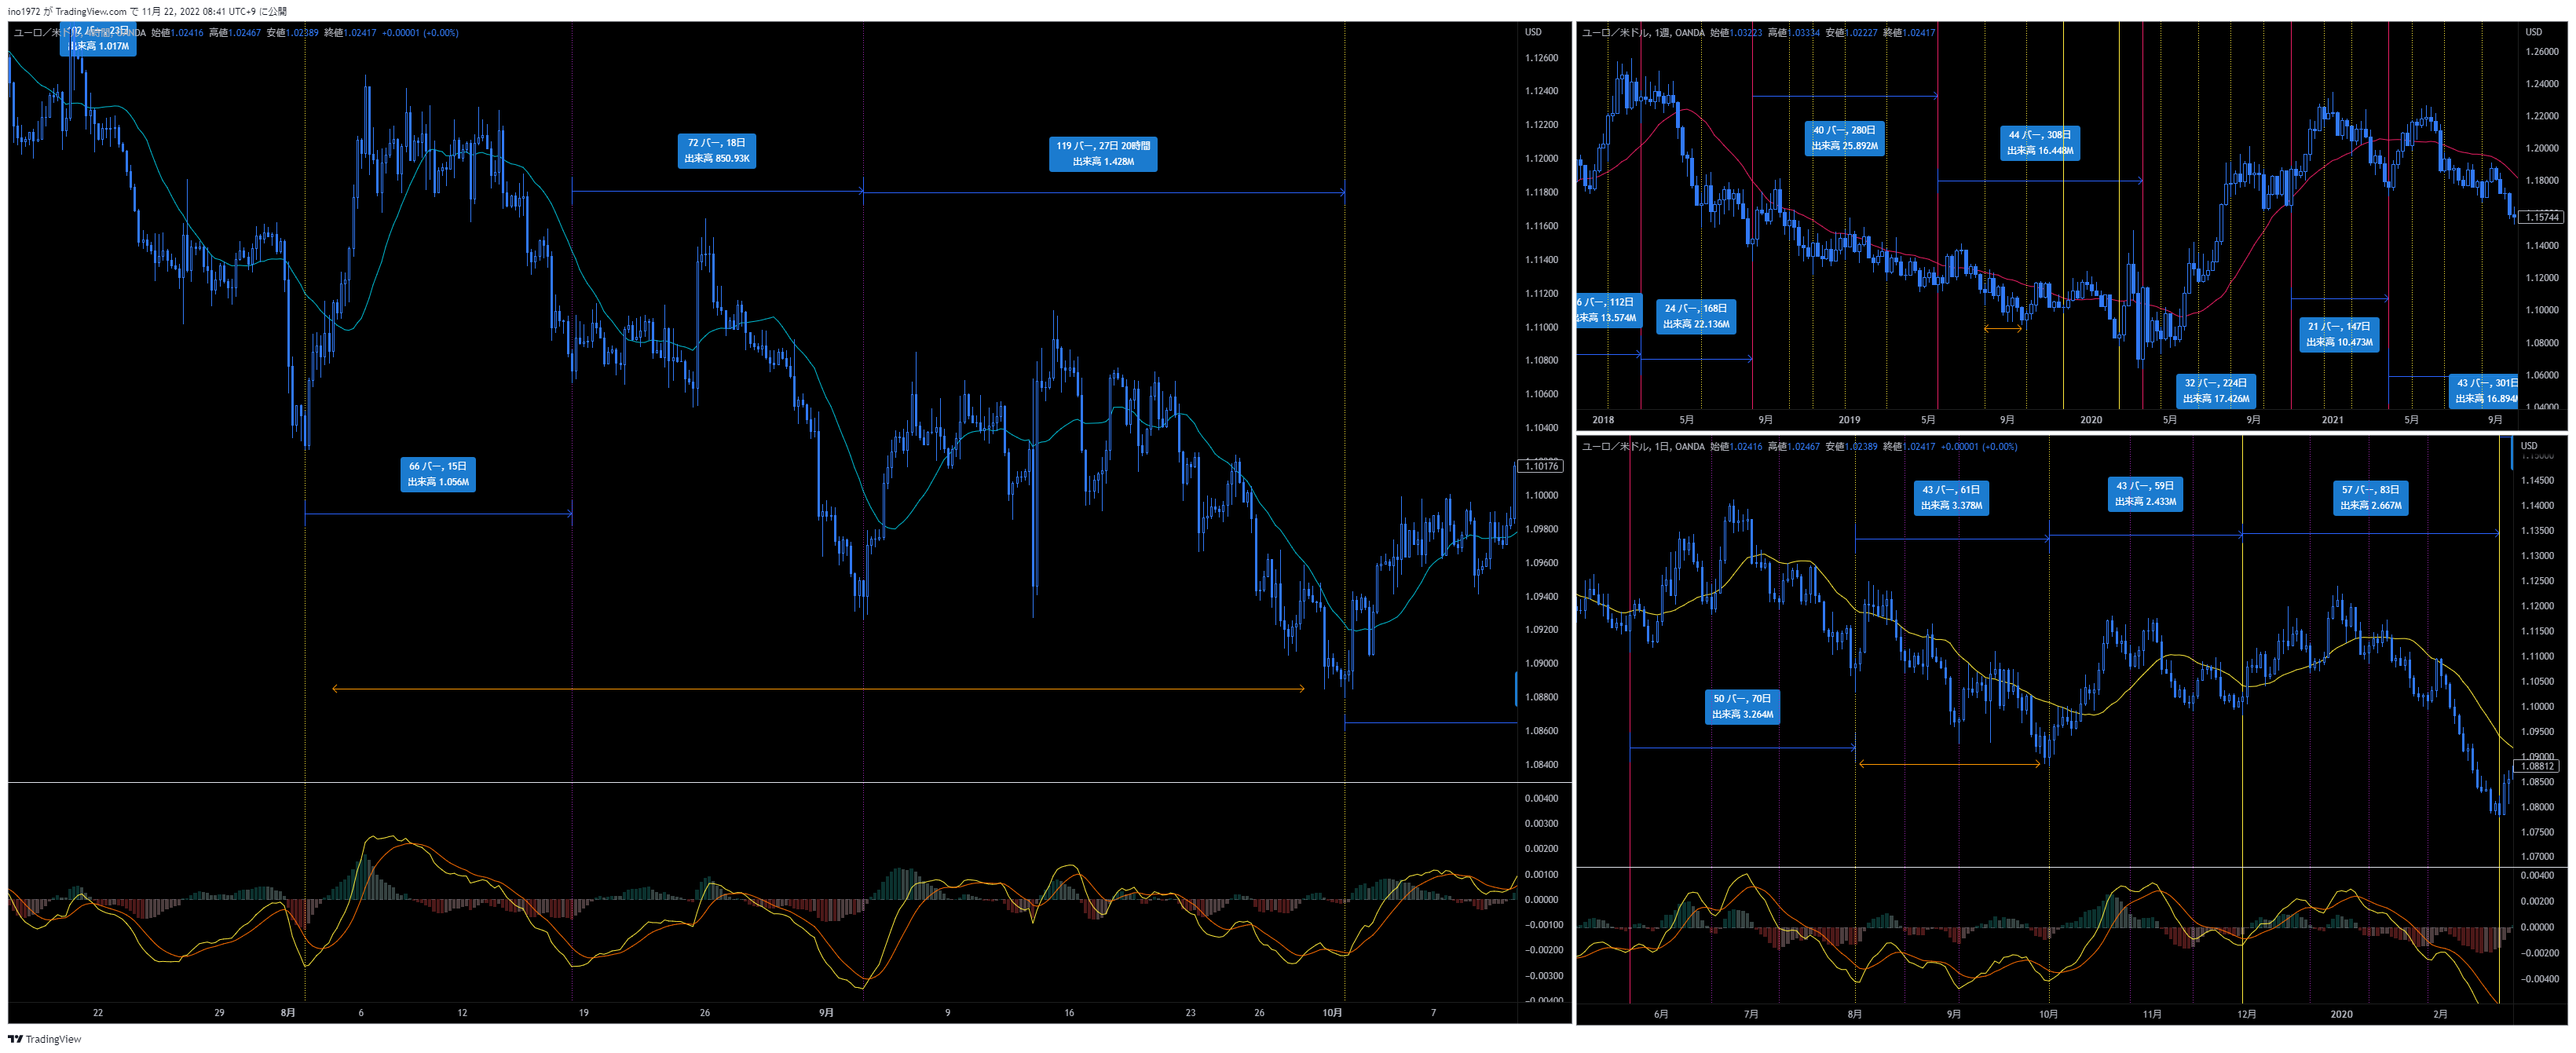 ino1972 が TradingView.com で 11月 22, 2022 08:41 UTC+9 に公開
ユーロ／米ドル, OANDA 始値1.02416 高値1.02467 安値1.02389 終値1.02417 +0.00001 (+0.00%)
出来高 1.017M
72 バー, 18日
出来高 850.93K
119 バー, 27日 20時間
出来高 1.428M
66 バー, 15日
出来高 1.056M
USD
1.12600
1.12400
1.12200
1.12000
1.11800
1.11600
1.11400
1.11200
1.11000
1.10800
1.10600
1.10400
1.10176
1.10000
1.09800
1.09600
1.09400
1.09200
1.09000
1.08800
1.08600
1.08400
0.00400
0.00300
0.00200
0.00100
0.00000
−0.00100
−0.00200
−0.00300
−0.00400
22 29 8月 6 12 19 26 9月 9 16 23 26 10月 7
ユーロ／米ドル, 1週, OANDA 始値1.03223 高値1.03334 安値1.02227 終値1.02417
40 バー, 280日
出来高 25.892M
44 バー, 308日
出来高 16.448M
6 バー, 112日
出来高 13.574M
24 バー, 168日
出来高 22.136M
21 バー, 147日
出来高 10.473M
32 バー, 224日
出来高 17.426M
43 バー, 301日
出来高 16.894M
USD
1.26000
1.24000
1.22000
1.20000
1.18000
1.15744
1.14000
1.12000
1.10000
1.08000
1.06000
1.04000
2018 5月 9月 2019 5月 9月 2020 5月 9月 2021 5月 9月
ユーロ／米ドル, 1日, OANDA 始値1.02416 高値1.02467 安値1.02389 終値1.02417 +0.00001 (+0.00%)
43 バー, 61日
出来高 3.378M
43 バー, 59日
出来高 2.433M
57 バー, 83日
出来高 2.667M
50 バー, 70日
出来高 3.264M
USD
1.15000
1.14500
1.14000
1.13500
1.13000
1.12500
1.12000
1.11500
1.11000
1.10500
1.10000
1.09500
1.09000
1.08812
1.08500
1.08000
1.07500
1.07000
0.00400
0.00200
0.00000
−0.00200
−0.00400
6月 7月 8月 9月 10月 11月 12月 2020 2月
TradingView